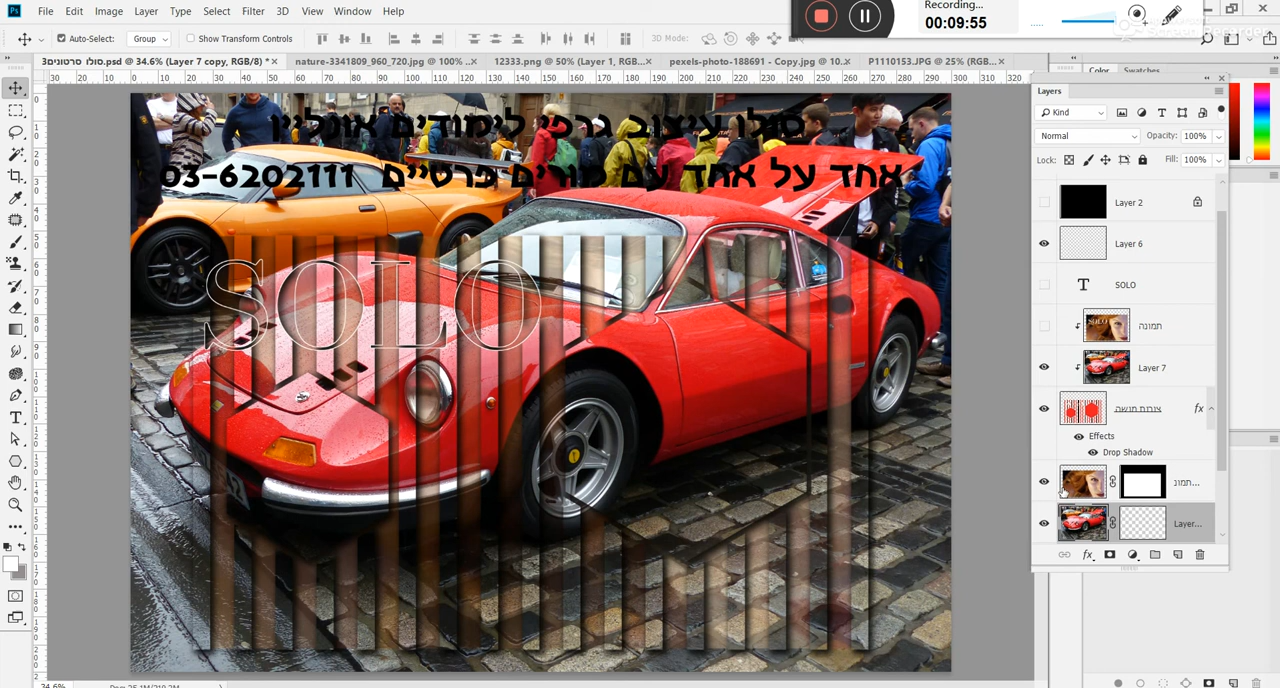 File Edit Image Layer Type Select Filter 3D View Window Help
Recording...
00:09:55
Auto-Select: Group Show Transform Controls 3D Mode:
סולו סרטונים3.psd @ 34.6% (Layer 7 copy, RGB/8) * nature-3341809_960_720.jpg @ 100% ... 12333.png @ 50% (Layer 1, RGB... pexels-photo-188691 - Copy.jpg @ 10... P1110153.JPG @ 25% (RGB...
Color Swatches
Layers
Kind
Normal Opacity: 100%
Lock: Fill: 100%
Layer 2
Layer 6
SOLO
תמונה
Layer 7
צורות חושה fx
Effects
Drop Shadow
תמונ...
Layer...
סולו עיצוב גרפי לימודים אונליין
אחד על אחד עם מורים פרטיים 03-6202111
SOLO
34.6%